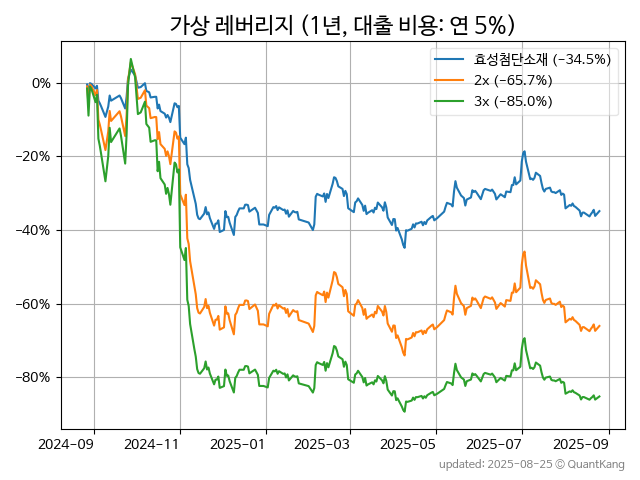 가상 레버리지 (1년, 대출 비용: 연 5%)
효성첨단소재 (−34.5%)
2x (−65.7%)
3x (−85.0%)
0%
−20%
−40%
−60%
−80%
2024-09 2024-11 2025-01 2025-03 2025-05 2025-07 2025-09
updated: 2025-08-25 ⓒ QuantKang